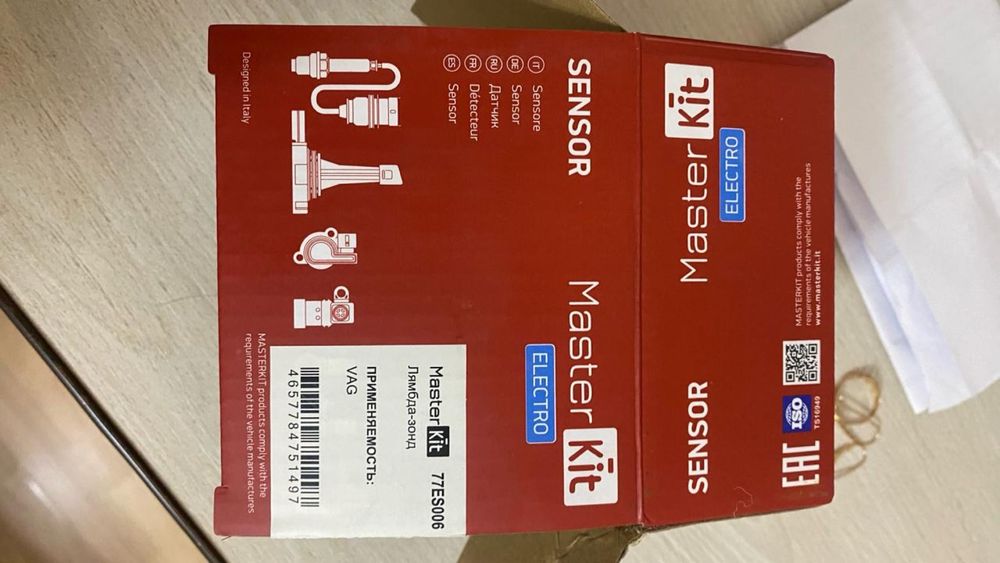 SENSOR
IT Sensore
DE Sensor
RU Датчик
FR Détecteur
ES Sensor
Designed in Italy
Master Kit
ELECTRO
MASTERKIT products comply with the
requirements of the vehicle manufactures
Master Kit 77ES006
Лямбда-зонд
ПРИМЕНЯЕМОСТЬ:
VAG
4657784751497
Master Kit
ELECTRO
SENSOR
MASTERKIT products comply with the
requirements of the vehicle manufactures
www.masterkit.it
ISO
TS16949
EAC